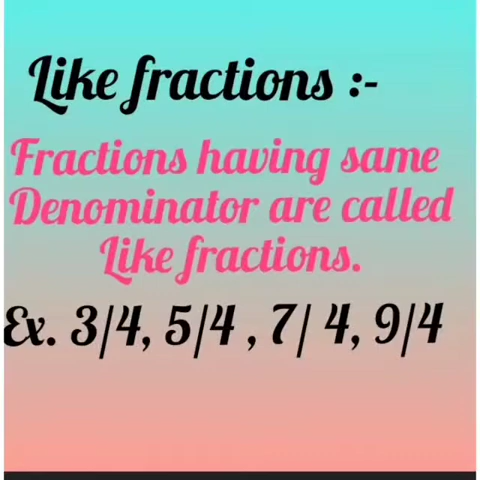 Like fractions :-
Fractions having same
Denominator are called
Like fractions.
Ex. 3/4, 5/4 , 7/ 4, 9/4